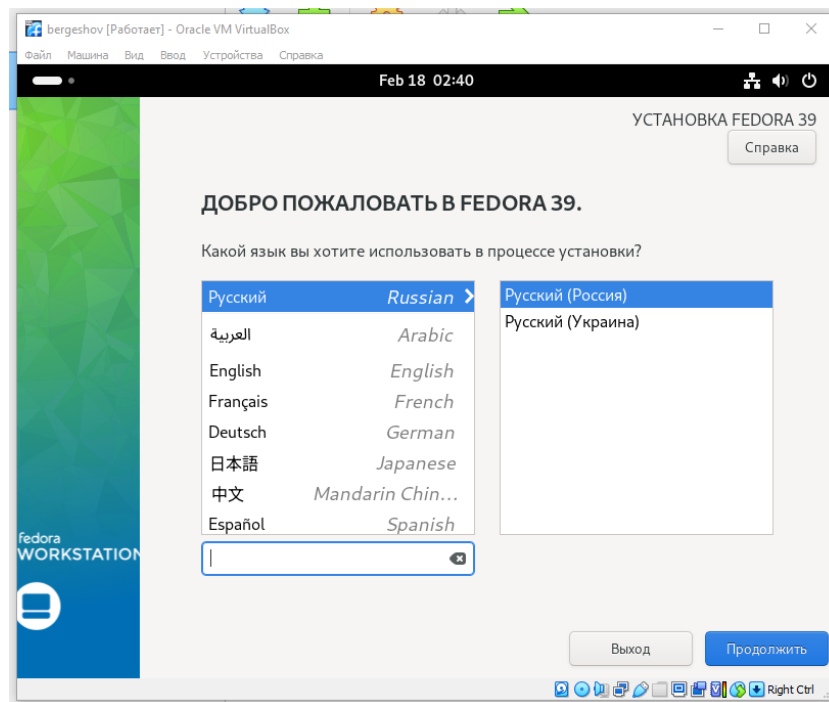 bergeshov [Работает] - Oracle VM VirtualBox
Файл Машина Вид Ввод Устройства Справка
Feb 18 02:40
УСТАНОВКА FEDORA 39
Справка
ДОБРО ПОЖАЛОВАТЬ В FEDORA 39.
Какой язык вы хотите использовать в процессе установки?
Русский Russian
Русский (Россия)
Русский (Украина)
العربية Arabic
English English
Français French
Deutsch German
日本語 Japanese
中文 Mandarin Chin...
Español Spanish
fedora
WORKSTATION
Выход
Продолжить
Right Ctrl